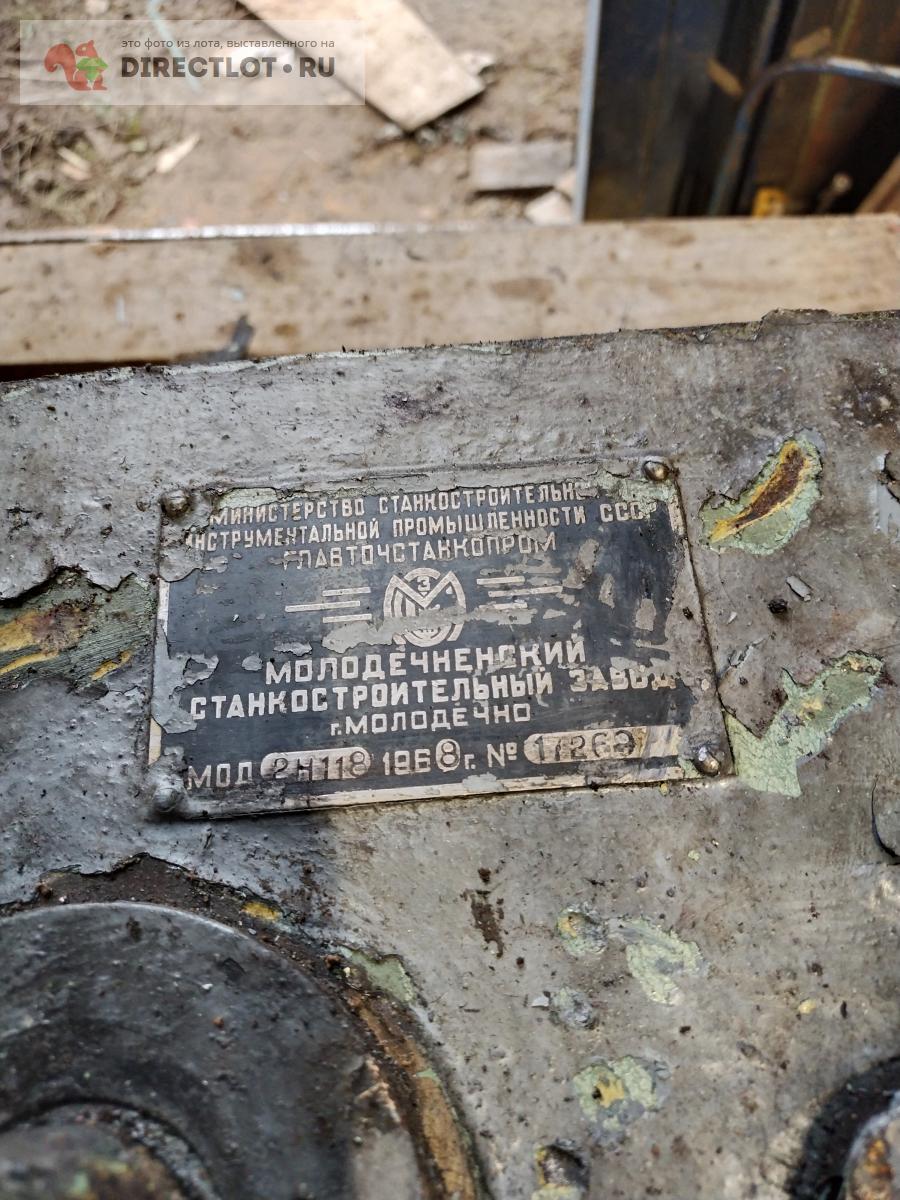 это фото из лота, выставленного на
DIRECTLOT.RU
МИНИСТЕРСТВО СТАНКОСТРОИТЕЛЬНО
ИНСТРУМЕНТАЛЬНОЙ ПРОМЫШЛЕННОСТИ СССР
ГЛАВТОЧСТАНКОПРОМ
МОЛОДЕЧНЕНСКИЙ
СТАНКОСТРОИТЕЛЬНЫЙ ЗАВОД
г. МОЛОДЕЧНО
МОД 2Н118 1968 г. №